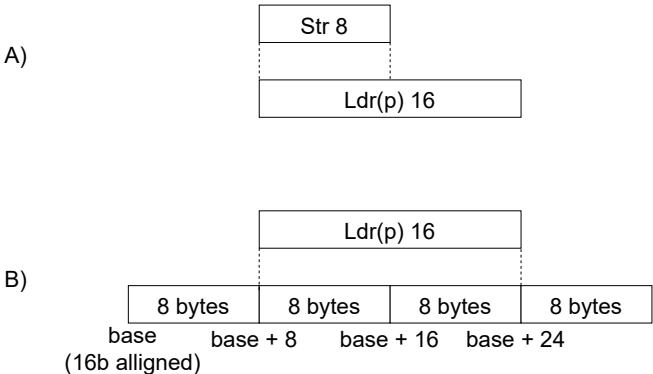 Str 8
A)
Ldr(p) 16
Ldr(p) 16
B)
8 bytes 8 bytes 8 bytes 8 bytes
base base + 8 base + 16 base + 24
(16b alligned)